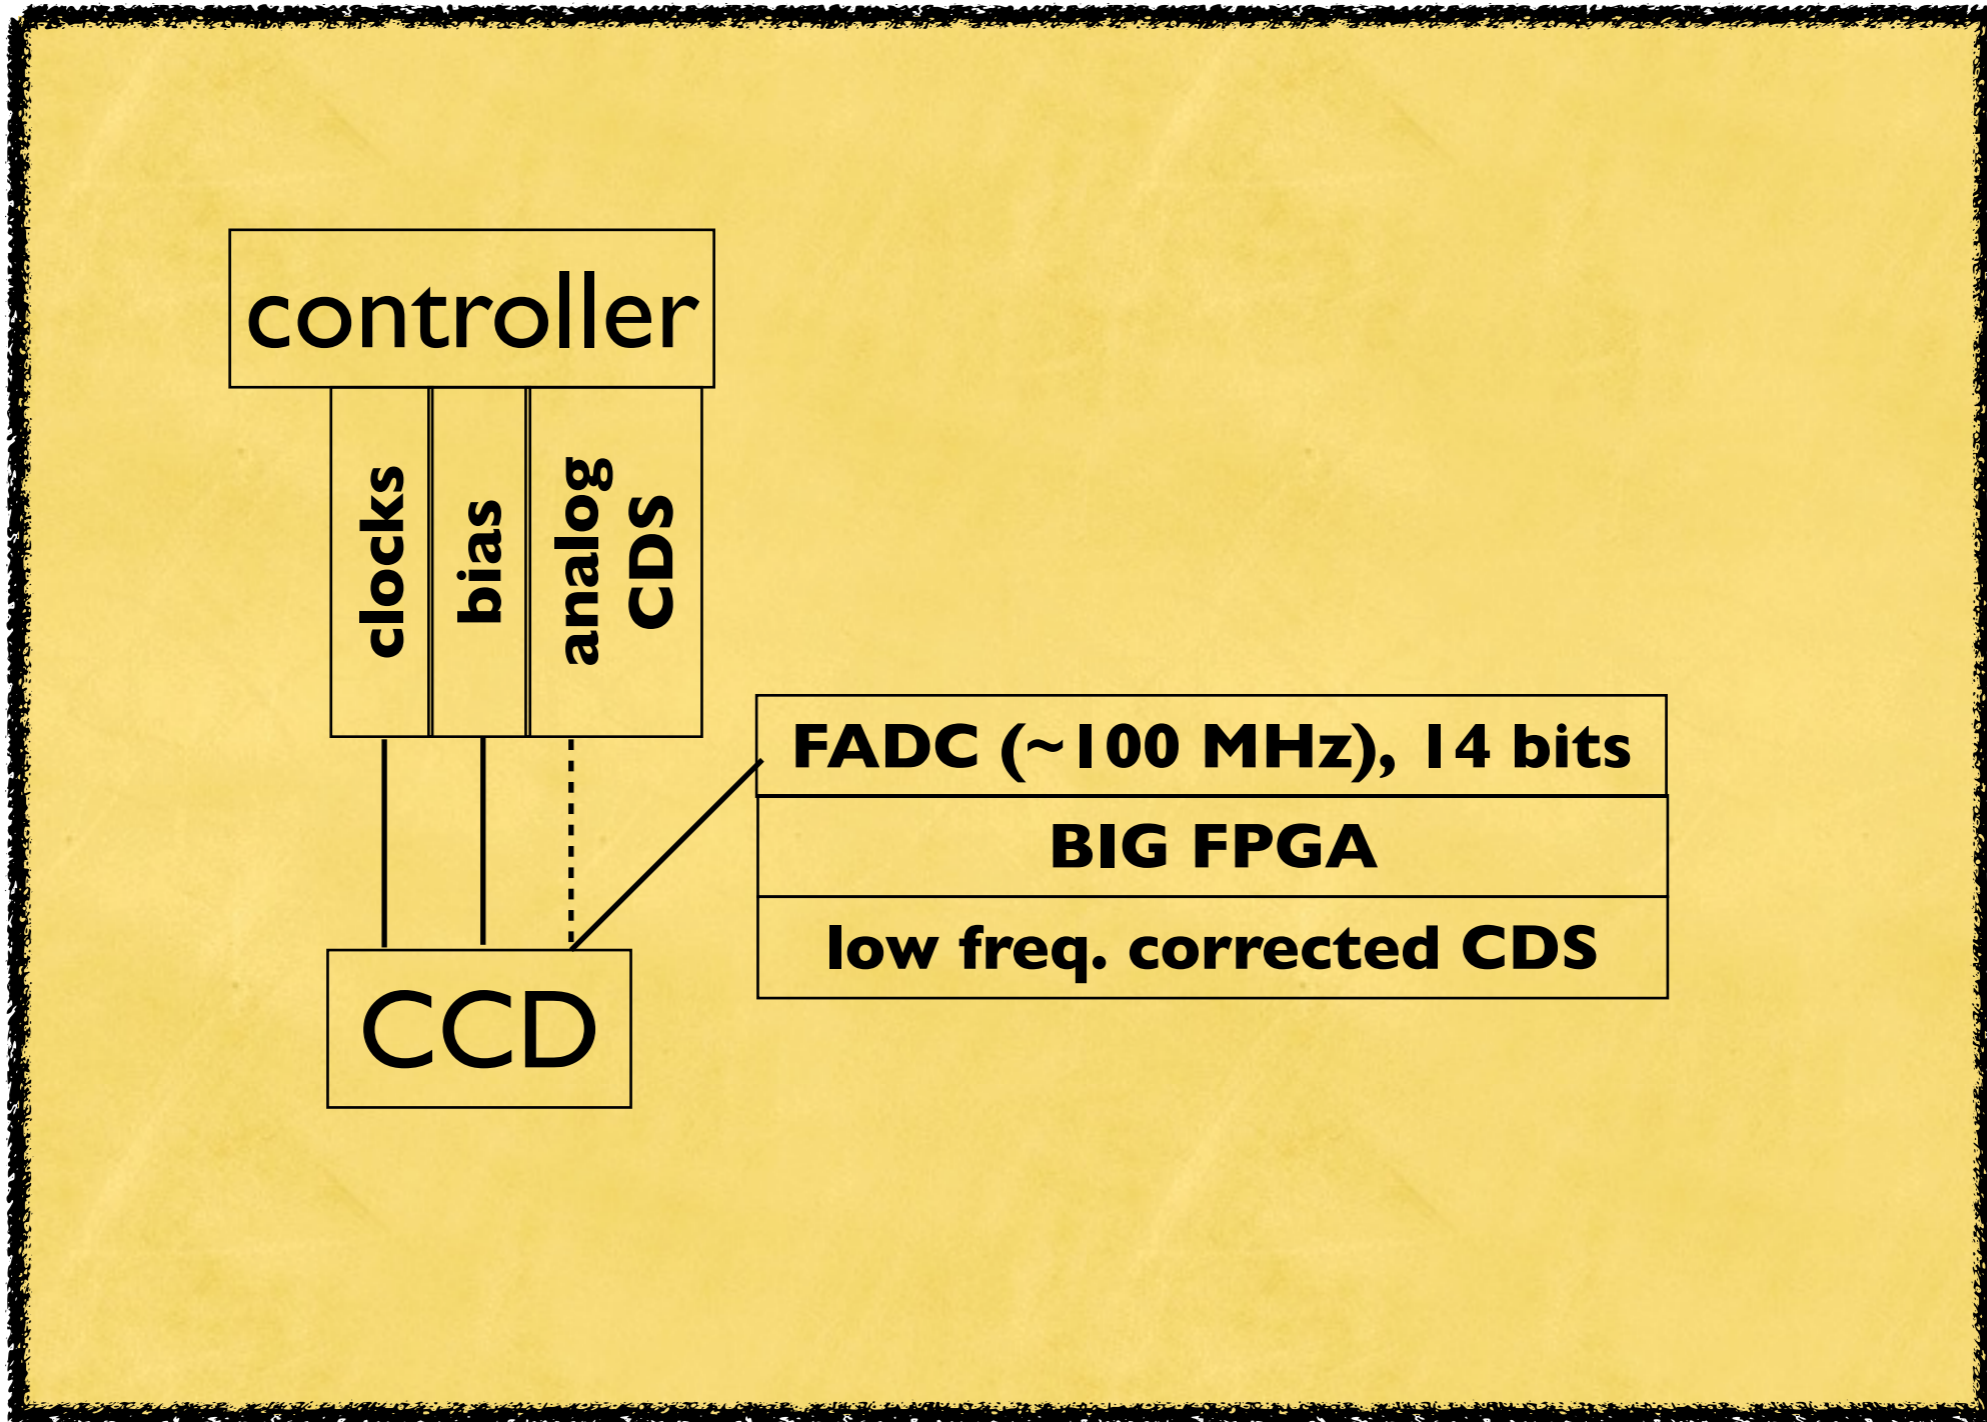 controller
clocks
bias
analog
CDS
FADC (~100 MHz), 14 bits
BIG FPGA
low freq. corrected CDS
CCD